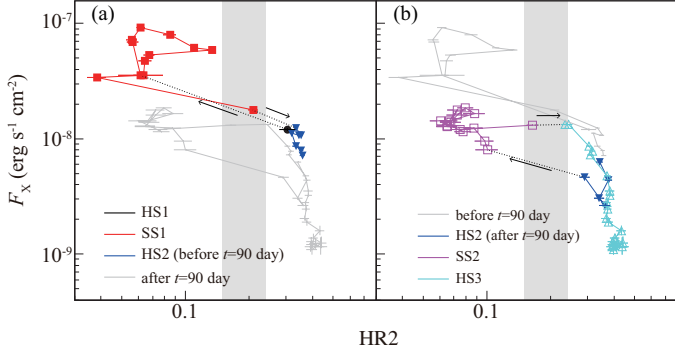 (a)
(b)
10⁻⁷
10⁻⁸
10⁻⁹
F_X (erg s⁻¹ cm⁻²)
HS1
SS1
HS2 (before t=90 day)
after t=90 day
before t=90 day
HS2 (after t=90 day)
SS2
HS3
0.1
0.1
HR2